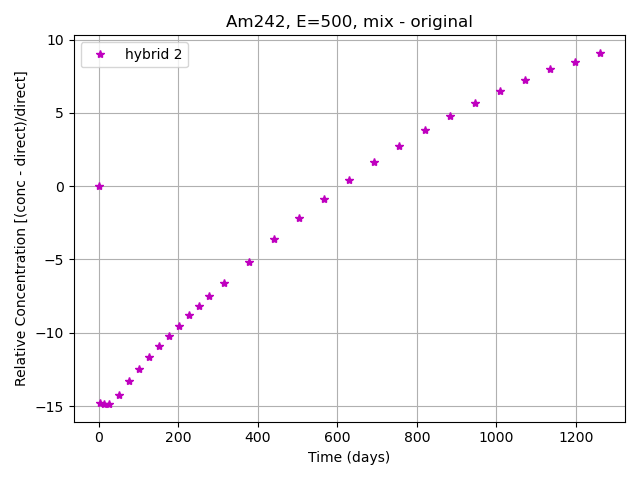 Am242, E=500, mix - original
hybrid 2
Relative Concentration [(conc - direct)/direct]
10
5
0
−5
−10
−15
0 200 400 600 800 1000 1200
Time (days)